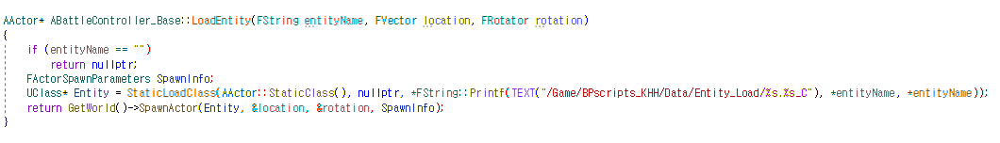 AActor* ABattleController_Base::LoadEntity(FString entityName, FVector location, FRotator rotation)
{
    if (entityName == "")
        return nullptr;
    FActorSpawnParameters SpawnInfo;
    UClass* Entity = StaticLoadClass(AActor::StaticClass(), nullptr, *FString::Printf(TEXT("/Game/BPscripts_KHH/Data/Entity_Load/%s.%s_C"), *entityName, *entityName));
    return GetWorld()->SpawnActor(Entity, &location, &rotation, SpawnInfo);
}